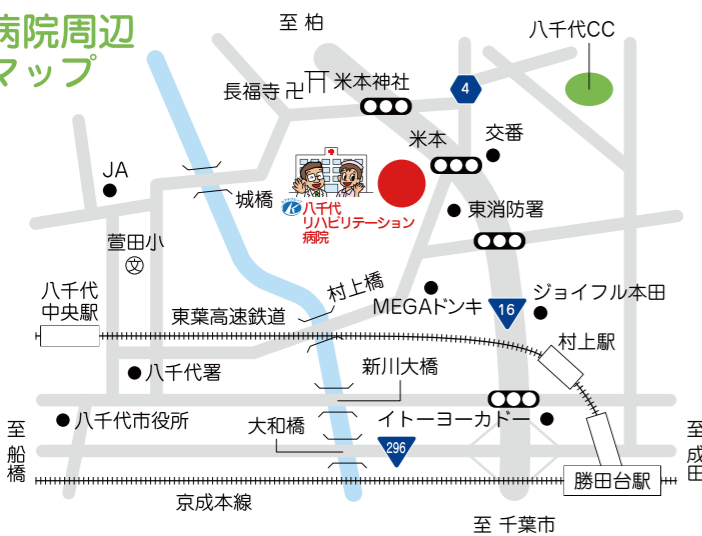 病院周辺
マップ
至 柏
八千代CC
長福寺
米本神社
4
米本
交番
JA
城橋
K
八千代
リハビリテーション
病院
東消防署
萱田小
文
村上橋
八千代
中央駅
東葉高速鉄道
MEGAドンキ
16
ジョイフル本田
村上駅
八千代署
新川大橋
八千代市役所
大和橋
イトーヨーカドー
296
至 船橋
至 成田
勝田台駅
京成本線
至 千葉市